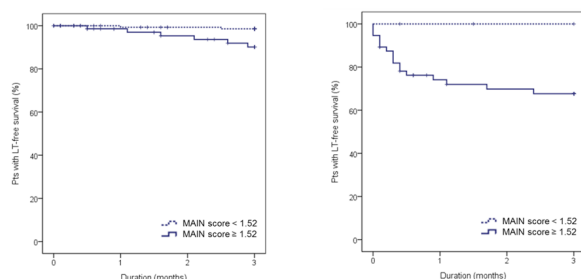 Pts with LT-free survival (%)
100
80
60
40
20
0
MAIN score < 1.52
MAIN score ≥ 1.52
0
1
2
3
Duration (months)
Pts with LT-free survival (%)
100
80
60
40
20
0
MAIN score < 1.52
MAIN score ≥ 1.52
0
1
2
3
Duration (months)